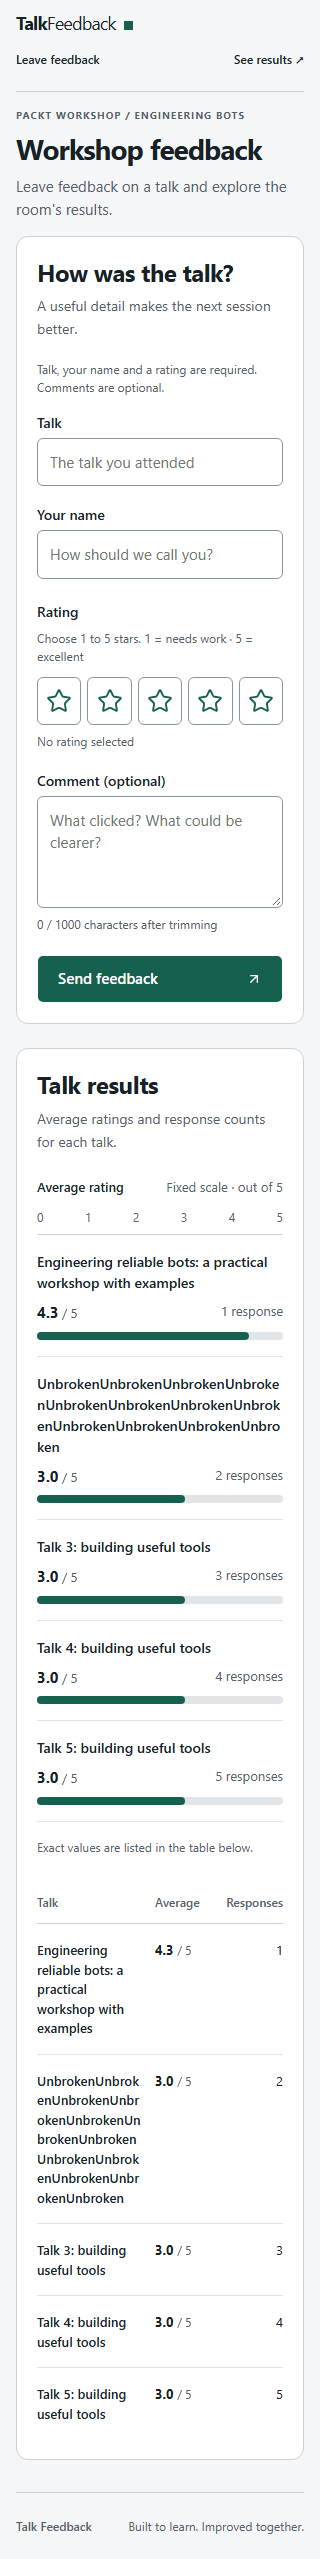 TalkFeedback
Leave feedback
See results ↗
PACKT WORKSHOP / ENGINEERING BOTS
Workshop feedback
Leave feedback on a talk and explore the
room's results.
How was the talk?
A useful detail makes the next session
better.
Talk, your name and a rating are required.
Comments are optional.
Talk
The talk you attended
Your name
How should we call you?
Rating
Choose 1 to 5 stars. 1 = needs work · 5 =
excellent
No rating selected
Comment (optional)
What clicked? What could be
clearer?
0 / 1000 characters after trimming
Send feedback
Talk results
Average ratings and response counts
for each talk.
Average rating
Fixed scale · out of 5
0 1 2 3 4 5
Engineering reliable bots: a practical
workshop with examples
4.3 / 5
1 response
UnbrokenUnbrokenUnbrokenUnbroke
nUnbrokenUnbrokenUnbrokenUnbrok
enUnbrokenUnbrokenUnbrokenUnbro
ken
3.0 / 5
2 responses
Talk 3: building useful tools
3.0 / 5
3 responses
Talk 4: building useful tools
3.0 / 5
4 responses
Talk 5: building useful tools
3.0 / 5
5 responses
Exact values are listed in the table below.
Talk Average Responses
Engineering 4.3 / 5 1
reliable bots: a
practical
workshop with
examples
UnbrokenUnbrok 3.0 / 5 2
enUnbrokenUnbr
okenUnbrokenUn
brokenUnbroken
UnbrokenUnbrok
enUnbrokenUnbr
okenUnbroken
Talk 3: building 3.0 / 5 3
useful tools
Talk 4: building 3.0 / 5 4
useful tools
Talk 5: building 3.0 / 5 5
useful tools
Talk Feedback
Built to learn. Improved together.